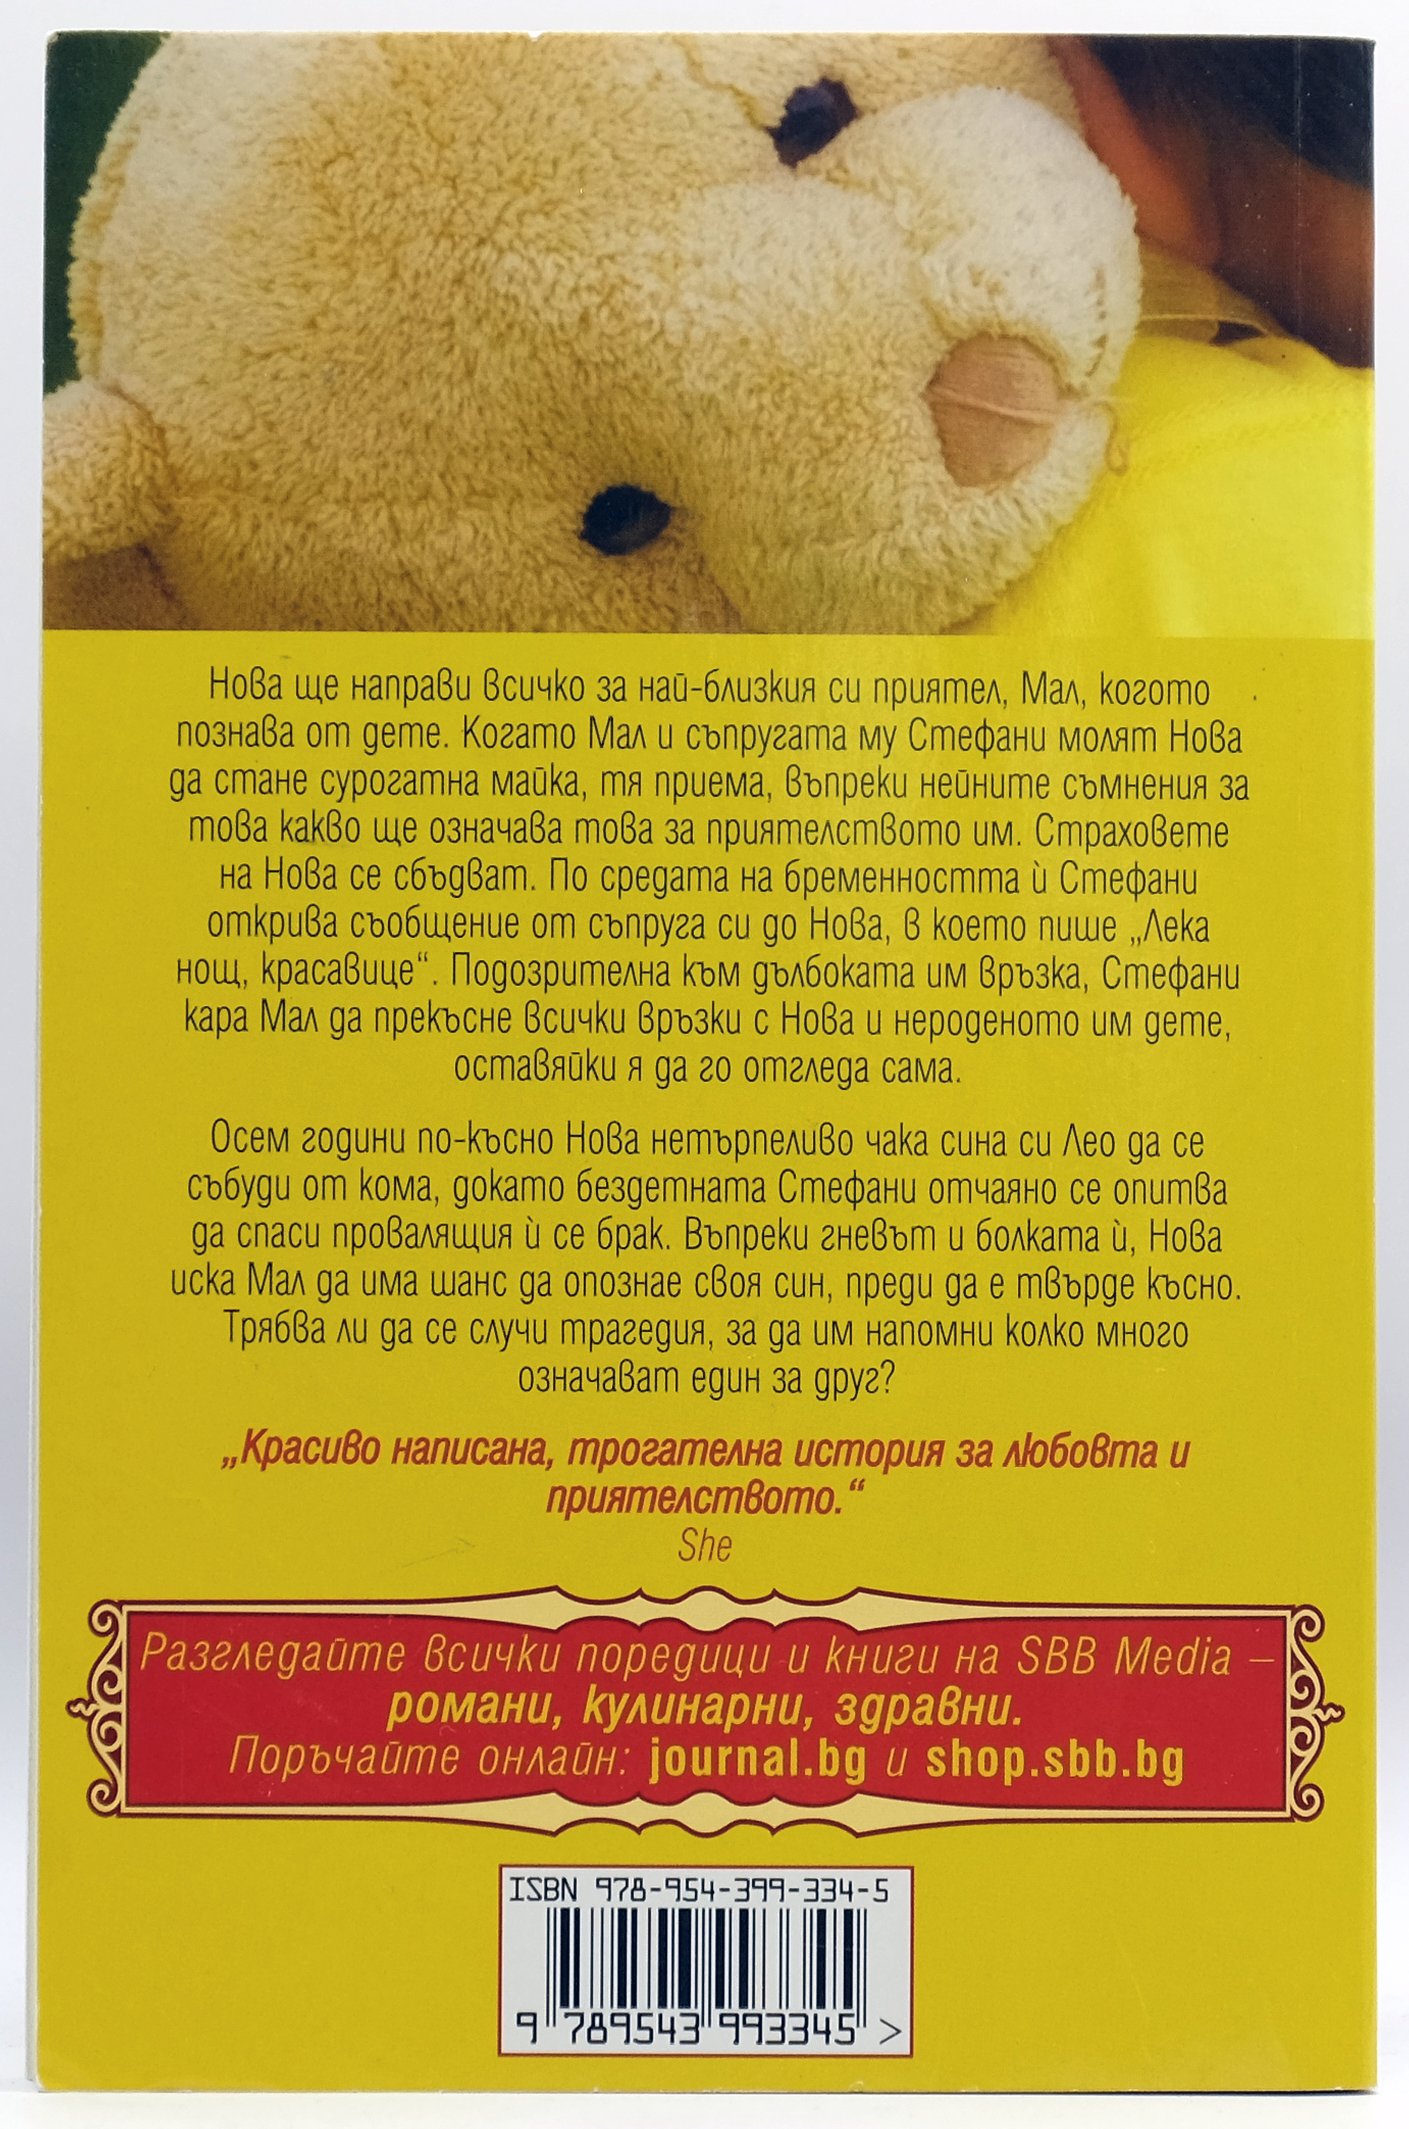 Нова ще направи всичко за най-близкия си приятел, Мал, когото
познава от дете. Когато Мал и съпругата му Стефани молят Нова
да стане сурогатна майка, тя приема, въпреки нейните съмнения за
това какво ще означава това за приятелството им. Страховете
на Нова се сбъдват. По средата на бременността ѝ Стефани
открива съобщение от съпруга си до Нова, в което пише „Лека
нощ, красавице“. Подозрителна към дълбоката им връзка, Стефани
кара Мал да прекъсне всички връзки с Нова и нероденото им дете,
оставяйки я да го отгледа сама.
Осем години по-късно Нова нетърпеливо чака сина си Лео да се
събуди от кома, докато бездетната Стефани отчаяно се опитва
да спаси провалящия ѝ се брак. Въпреки гневът и болката ѝ, Нова
иска Мал да има шанс да опознае своя син, преди да е твърде късно.
Трябва ли да се случи трагедия, за да им напомни колко много
означават един за друг?
„Красиво написана, трогателна история за любовта и
приятелството.“
She
Разгледайте всички поредици и книги на SBB Media –
романи, кулинарни, здравни.
Поръчайте онлайн: journal.bg и shop.sbb.bg
ISBN 978-954-399-334-5
9 789543 993345 >